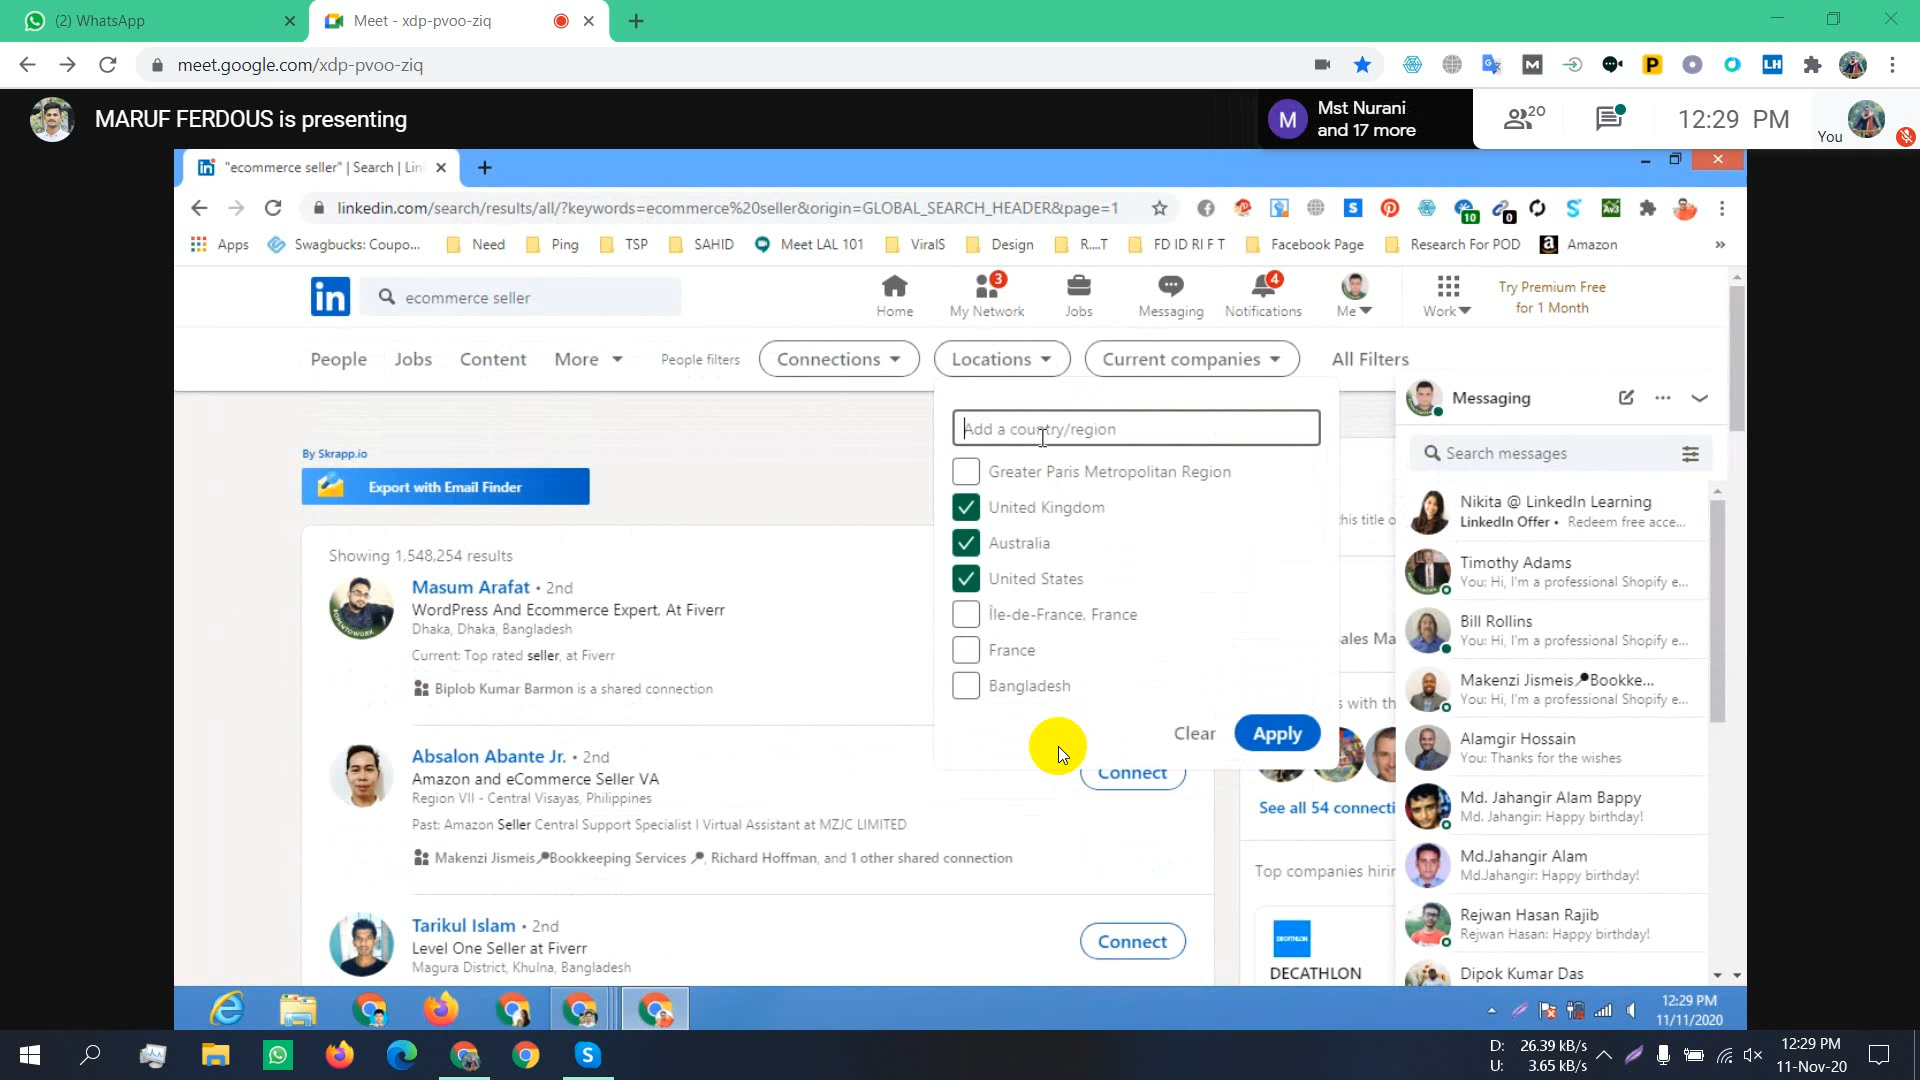 (2) WhatsApp
Meet - xdp-pvoo-ziq
meet.google.com/xdp-pvoo-ziq
MARUF FERDOUS is presenting
M
Mst Nurani
and 17 more
20
12:29 PM
You
"ecommerce seller" | Search | Lin
linkedin.com/search/results/all/?keywords=ecommerce%20seller&origin=GLOBAL_SEARCH_HEADER&page=1
10
0
Apps
Swagbucks: Coupo...
Need
Ping
TSP
SAHID
Meet LAL 101
ViralS
Design
R....T
FD ID RI F T
Facebook Page
Research For POD
Amazon
»
in
ecommerce seller
Home
3
My Network
Jobs
Messaging
4
Notifications
Me
Work
Try Premium Free
for 1 Month
People
Jobs
Content
More
People filters
Connections
Locations
Current companies
All Filters
Add a country/region
Greater Paris Metropolitan Region
United Kingdom
Australia
United States
Île-de-France, France
France
Bangladesh
Clear
Apply
By Skrapp.io
Export with Email Finder
Showing 1,548,254 results
Masum Arafat • 2nd
WordPress And Ecommerce Expert, At Fiverr
Dhaka, Dhaka, Bangladesh
Current: Top rated seller, at Fiverr
Biplob Kumar Barmon is a shared connection
Absalon Abante Jr. • 2nd
Amazon and eCommerce Seller VA
Region VII - Central Visayas, Philippines
Past: Amazon Seller Central Support Specialist I Virtual Assistant at MZJC LIMITED
Makenzi Jismeis Bookkeeping Services , Richard Hoffman, and 1 other shared connection
Connect
Tarikul Islam • 2nd
Level One Seller at Fiverr
Magura District, Khulna, Bangladesh
Connect
his title o
ales Ma
s with th
See all 54 connecti
Top companies hirir
DECATHLON
DECATHLON
Messaging
Search messages
Nikita @ LinkedIn Learning
LinkedIn Offer • Redeem free acce...
Timothy Adams
You: Hi, I'm a professional Shopify e...
Bill Rollins
You: Hi, I'm a professional Shopify e...
Makenzi Jismeis Bookke...
You: Hi, I'm a professional Shopify e...
Alamgir Hossain
You: Thanks for the wishes
Md. Jahangir Alam Bappy
Md. Jahangir: Happy birthday!
Md.Jahangir Alam
Md.Jahangir: Happy birthday!
Rejwan Hasan Rajib
Rejwan Hasan: Happy birthday!
Dipok Kumar Das
12:29 PM
11/11/2020
D: 26.39 kB/s
U: 3.65 kB/s
12:29 PM
11-Nov-20